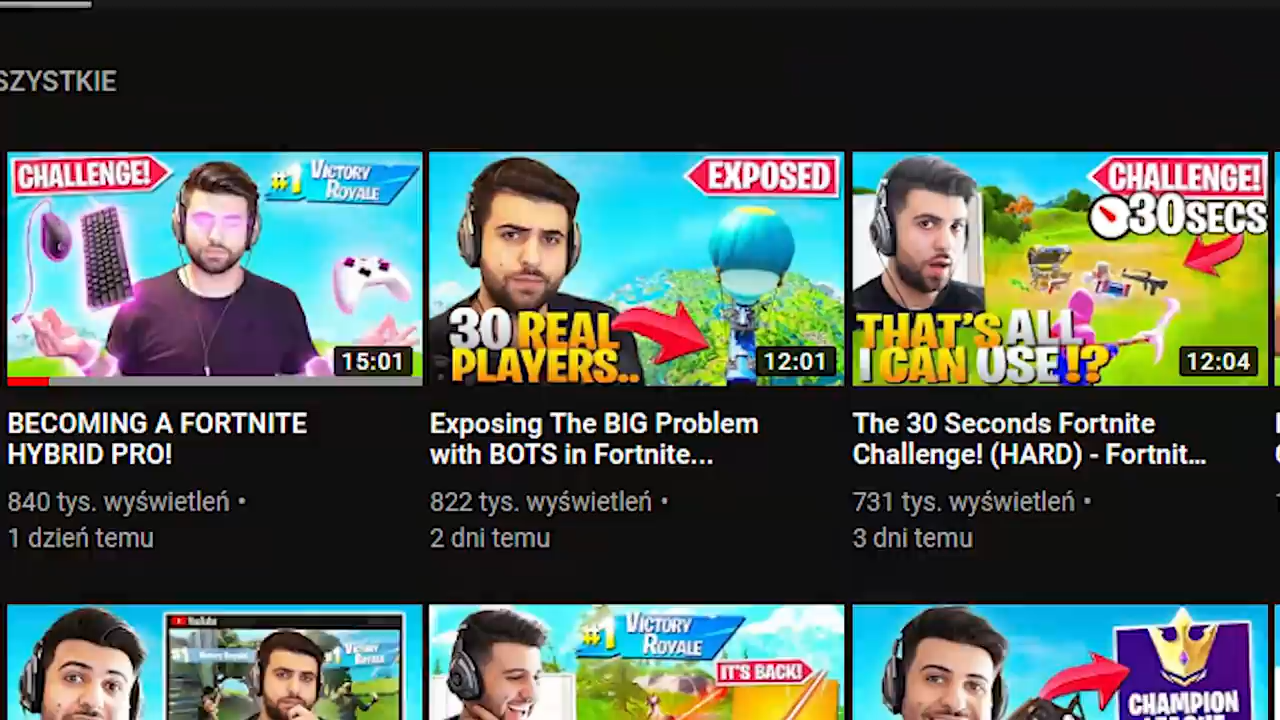 SZYSTKIE
CHALLENGE!
#1 VICTORY
ROYALE
15:01
EXPOSED
30 REAL
PLAYERS..
12:01
CHALLENGE!
30SECS
THAT'S ALL
I CAN USE!?
12:04
BECOMING A FORTNITE
HYBRID PRO!
840 tys. wyświetleń •
1 dzień temu
Exposing The BIG Problem
with BOTS in Fortnite...
822 tys. wyświetleń •
2 dni temu
The 30 Seconds Fortnite
Challenge! (HARD) - Fortnit...
731 tys. wyświetleń •
3 dni temu
YouTube
#1 VICTORY
ROYALE
IT'S BACK!
CHAMPION